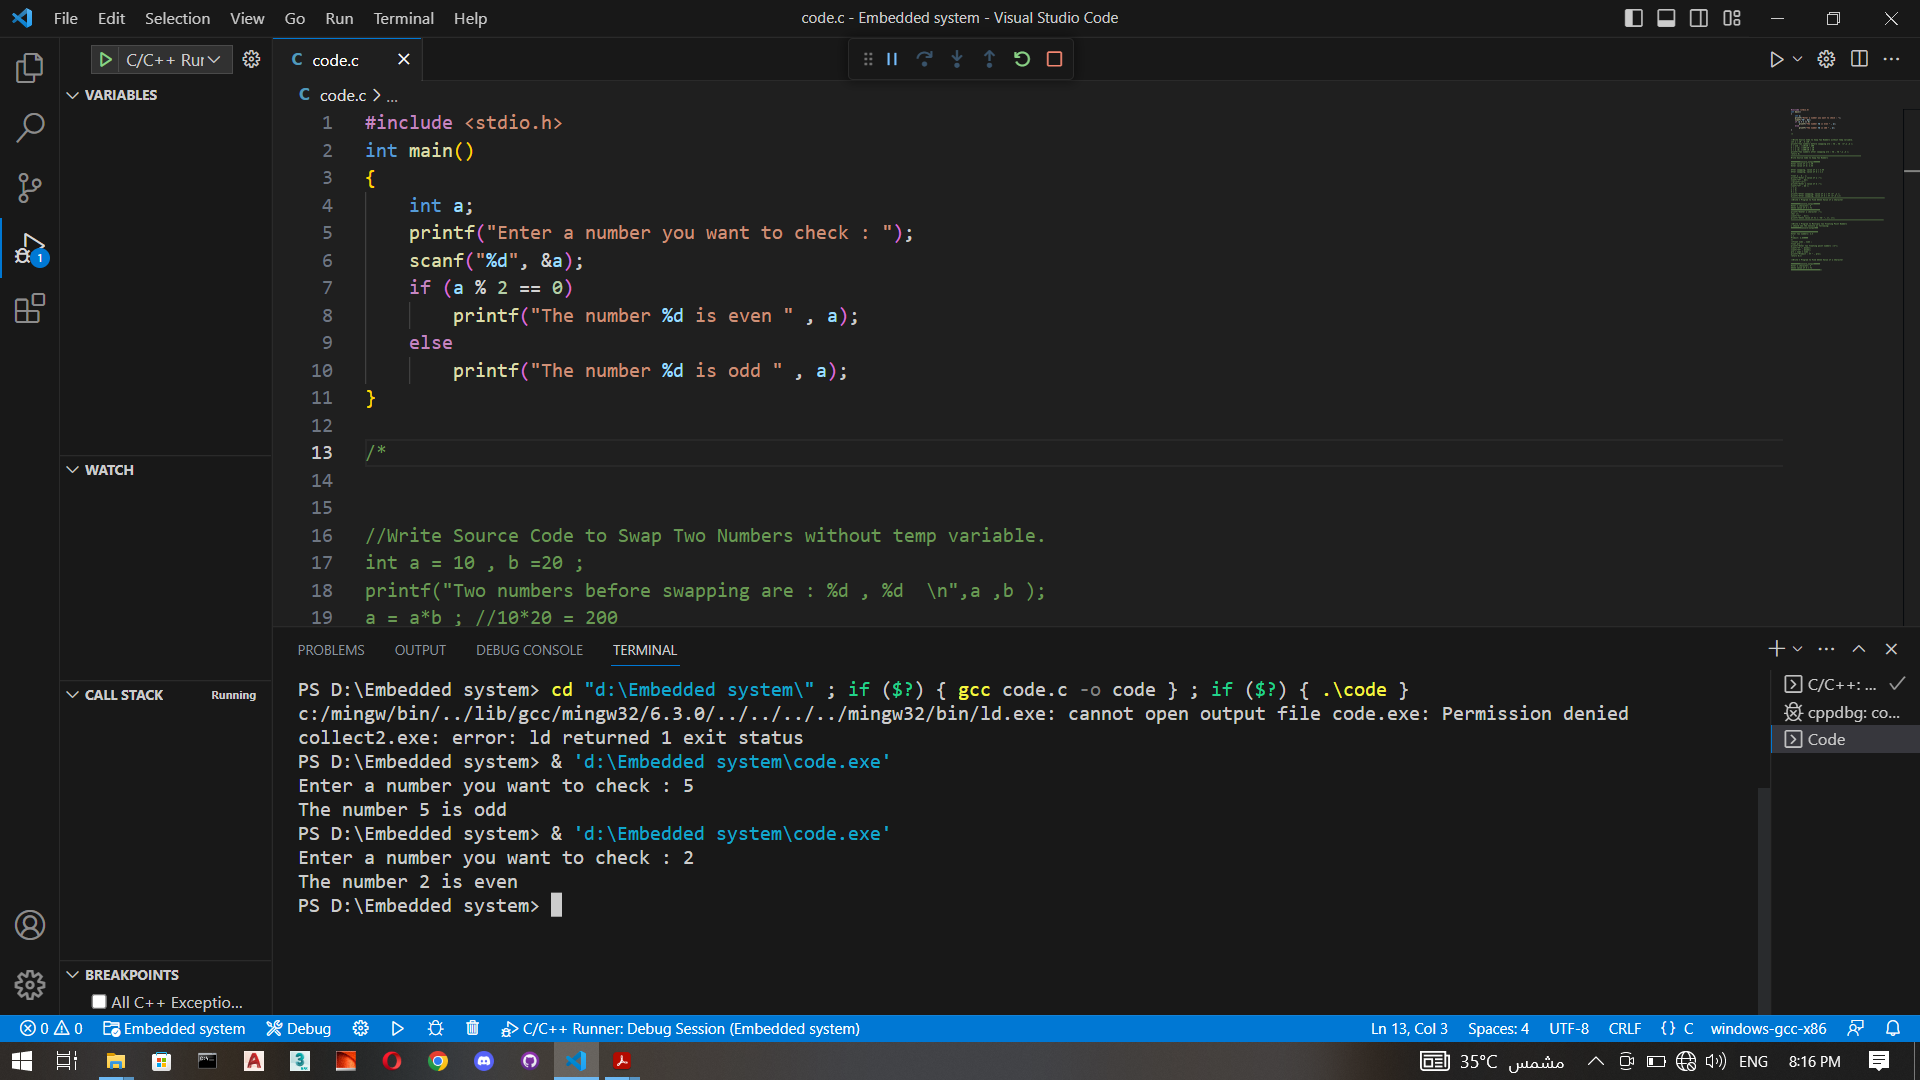 File Edit Selection View Go Run Terminal Help
code.c - Embedded system - Visual Studio Code
C/C++ Rur
C code.c
VARIABLES
WATCH
CALL STACK Running
BREAKPOINTS
All C++ Exceptio...
1
C code.c > ...
1 #include <stdio.h>
2 int main()
3 {
4 int a;
5 printf("Enter a number you want to check : ");
6 scanf("%d", &a);
7 if (a % 2 == 0)
8 printf("The number %d is even " , a);
9 else
10 printf("The number %d is odd " , a);
11 }
12
13 /*
14
15
16 //Write Source Code to Swap Two Numbers without temp variable.
17 int a = 10 , b =20 ;
18 printf("Two numbers before swapping are : %d , %d  \n",a ,b );
19 a = a*b ; //10*20 = 200
PROBLEMS OUTPUT DEBUG CONSOLE TERMINAL
PS D:\Embedded system> cd "d:\Embedded system\" ; if ($?) { gcc code.c -o code } ; if ($?) { .\code }
c:/mingw/bin/../lib/gcc/mingw32/6.3.0/../../../../mingw32/bin/ld.exe: cannot open output file code.exe: Permission denied
collect2.exe: error: ld returned 1 exit status
PS D:\Embedded system> & 'd:\Embedded system\code.exe'
Enter a number you want to check : 5
The number 5 is odd
PS D:\Embedded system> & 'd:\Embedded system\code.exe'
Enter a number you want to check : 2
The number 2 is even
PS D:\Embedded system>
C/C++: ...
cppdbg: co...
Code
0 0 Embedded system Debug C/C++ Runner: Debug Session (Embedded system)
Ln 13, Col 3 Spaces: 4 UTF-8 CRLF {} C windows-gcc-x86
35°C مشمس ENG 8:16 PM